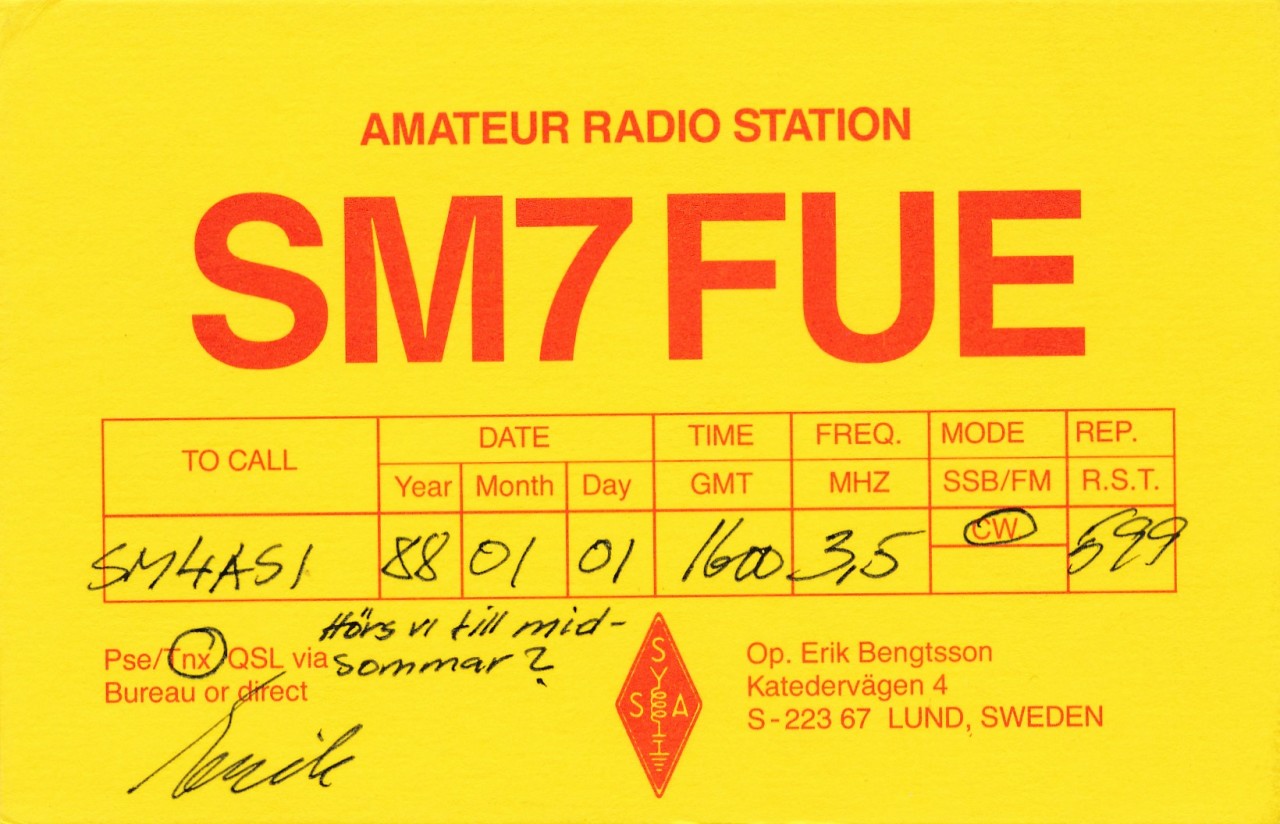 AMATEUR RADIO STATION
SM7FUE
TO CALL DATE TIME FREQ. MODE REP.
Year Month Day GMT MHZ SSB/FM R.S.T.
SM4ASI 88 01 01 1600 3,5 CW 599
Hörs vi till mid-
sommar?
Pse/Tnx/QSL via
Bureau or direct
Erik
SSA
Op. Erik Bengtsson
Katedervägen 4
S-223 67 LUND, SWEDEN